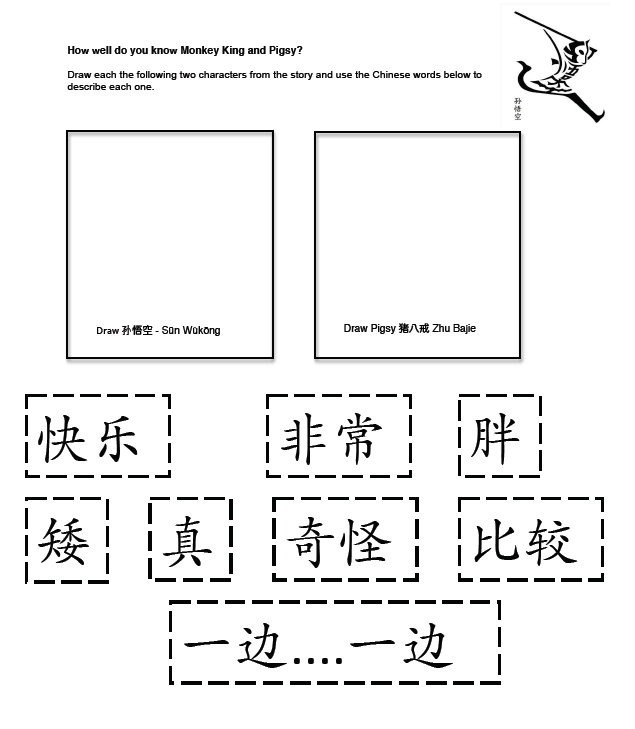 How well do you know Monkey King and Pigsy?
Draw each the following two characters from the story and use the Chinese words below to
describe each one.
孙悟空
Draw 孙悟空 - Sūn Wùkōng
Draw Pigsy 猪八戒 Zhu Bajie
快乐
非常
胖
矮
真
奇怪
比较
一边....一边